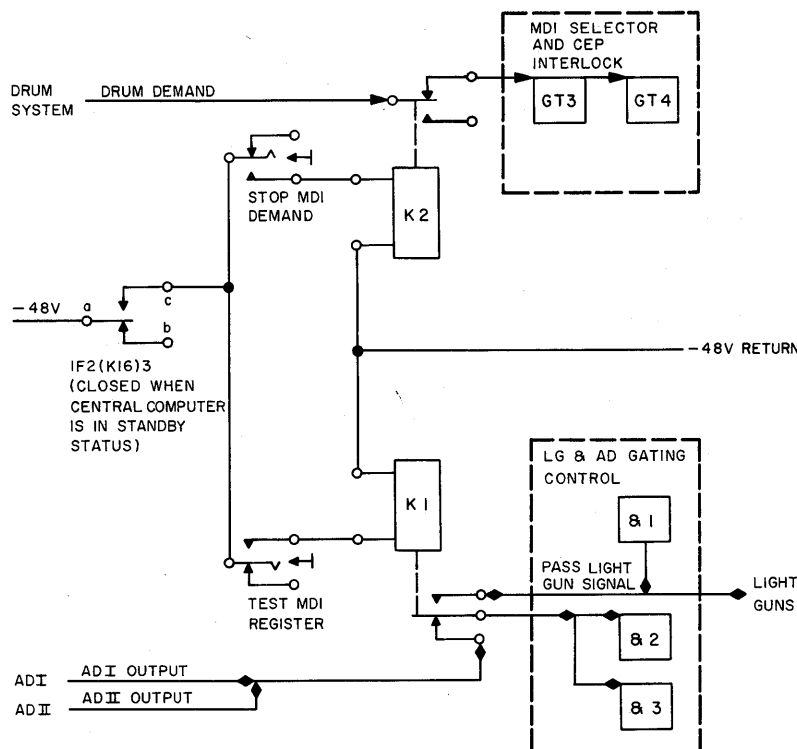 MDI SELECTOR
AND CEP
INTERLOCK
DRUM
SYSTEM
DRUM DEMAND
GT3
GT4
STOP MDI
DEMAND
K2
-48V
a
c
b
-48V RETURN
IF2(K16)3
(CLOSED WHEN
CENTRAL COMPUTER
IS IN STANDBY
STATUS)
LG & AD GATING
CONTROL
K1
&1
PASS LIGHT
GUN SIGNAL
LIGHT
GUNS
TEST MDI
REGISTER
&2
ADI
ADI OUTPUT
ADII OUTPUT
ADII
&3